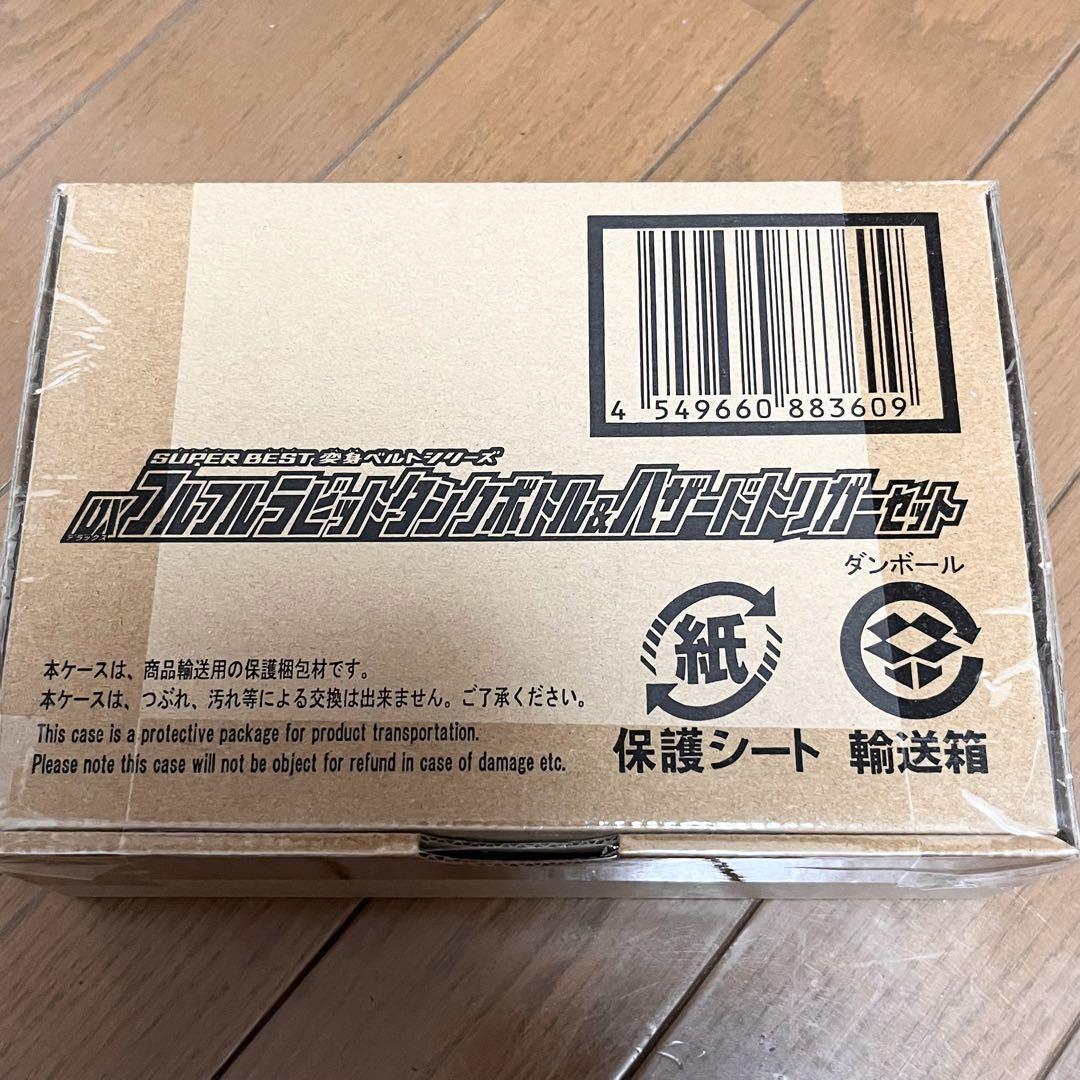 4 549660 883609
SUPER BEST 変身ベルトシリーズ
DXフルフルラビットタンクボトル&ハザードトリガーセット
デラックス
ダンボール
紙
本ケースは、商品輸送用の保護梱包材です。
本ケースは、つぶれ、汚れ等による交換は出来ません。ご了承ください。
This case is a protective package for product transportation.
Please note this case will not be object for refund in case of damage etc.
保護シート 輸送箱